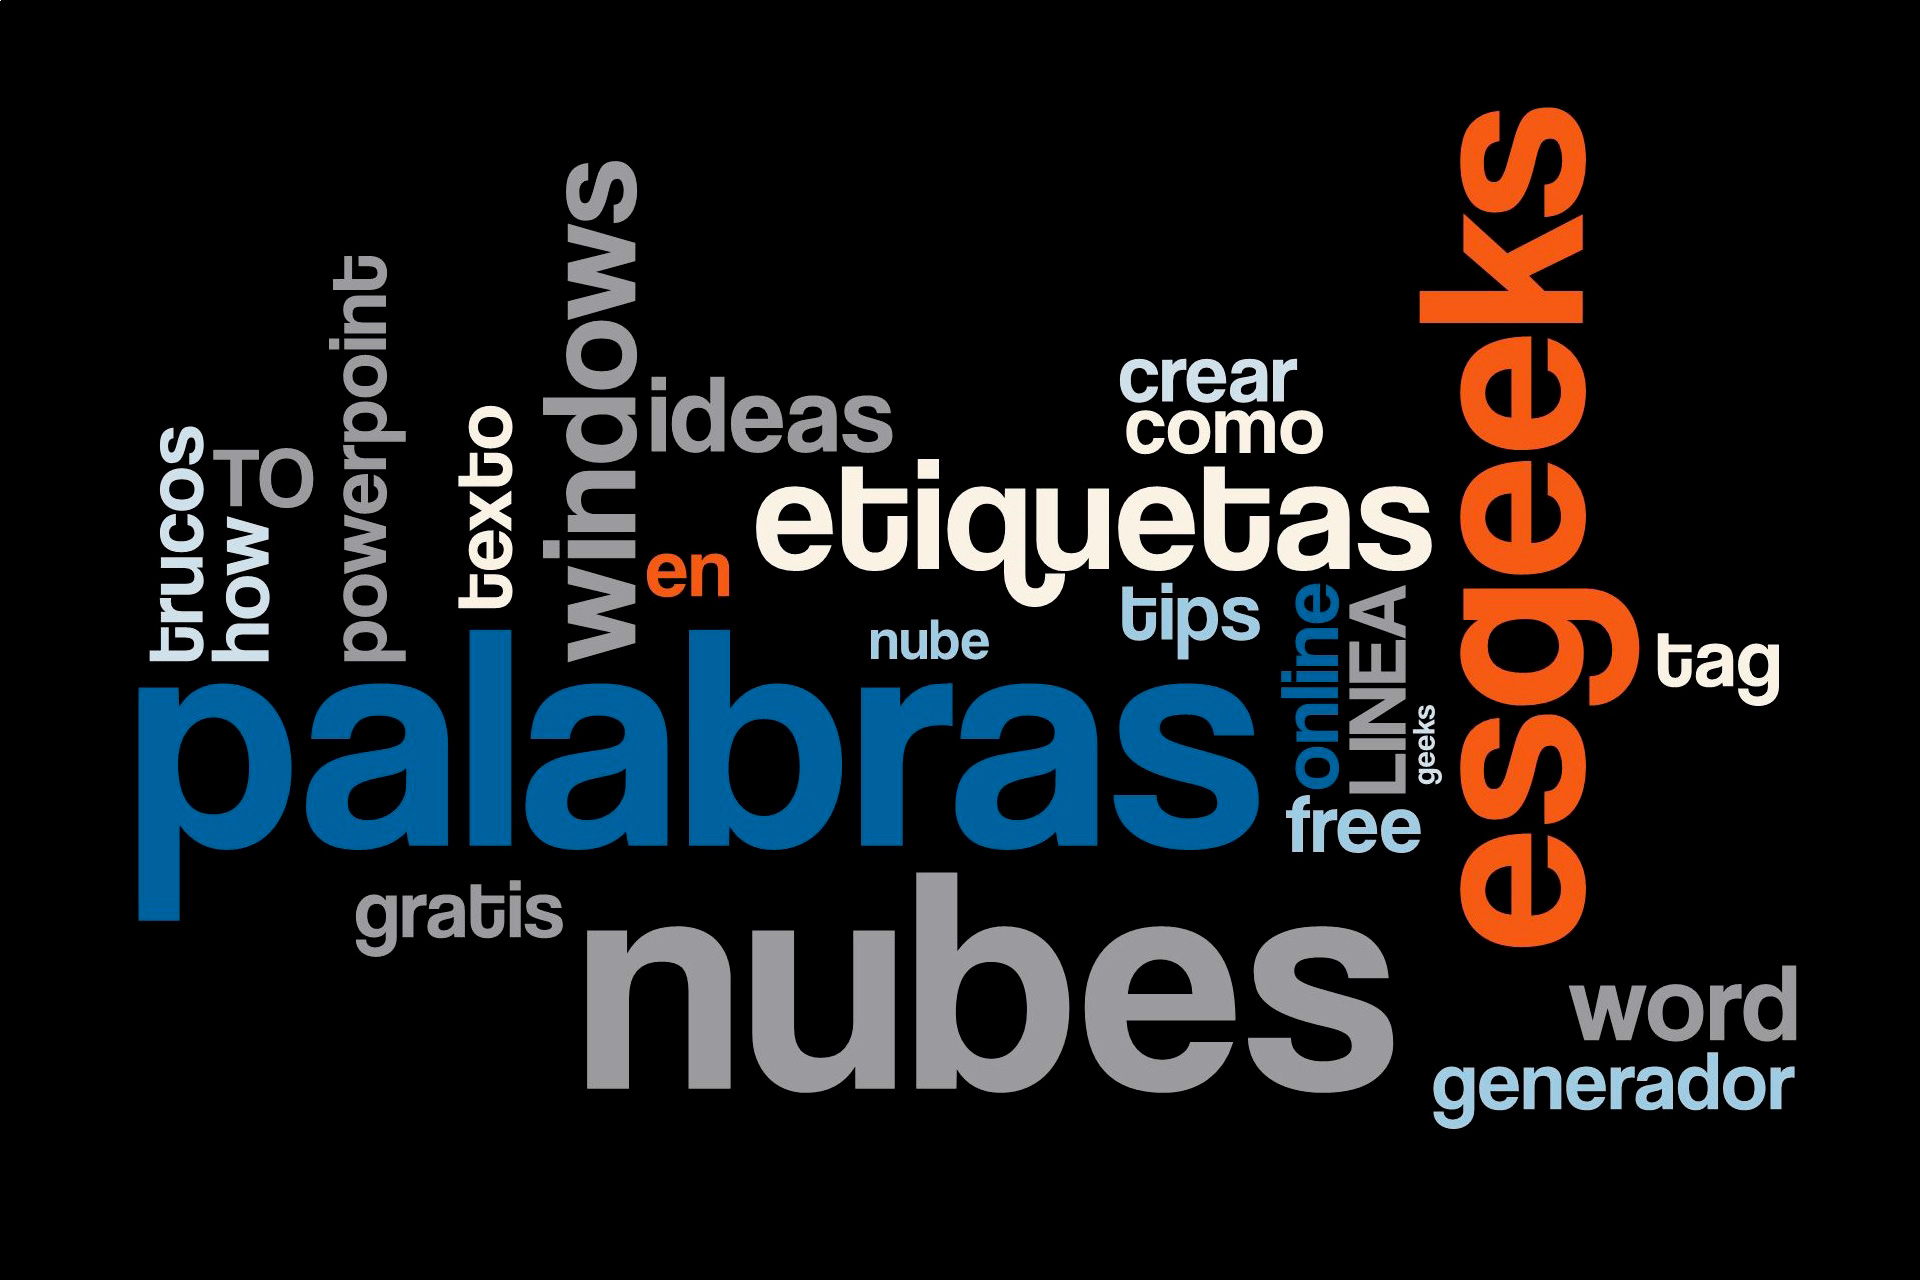 esgeeks
windows
powerpoint
crear
ideas
como
texto
trucos
TO
how
etiquetas
en
tips
online
LINEA
nube
tag
palabras
geeks
free
gratis
nubes
word
generador